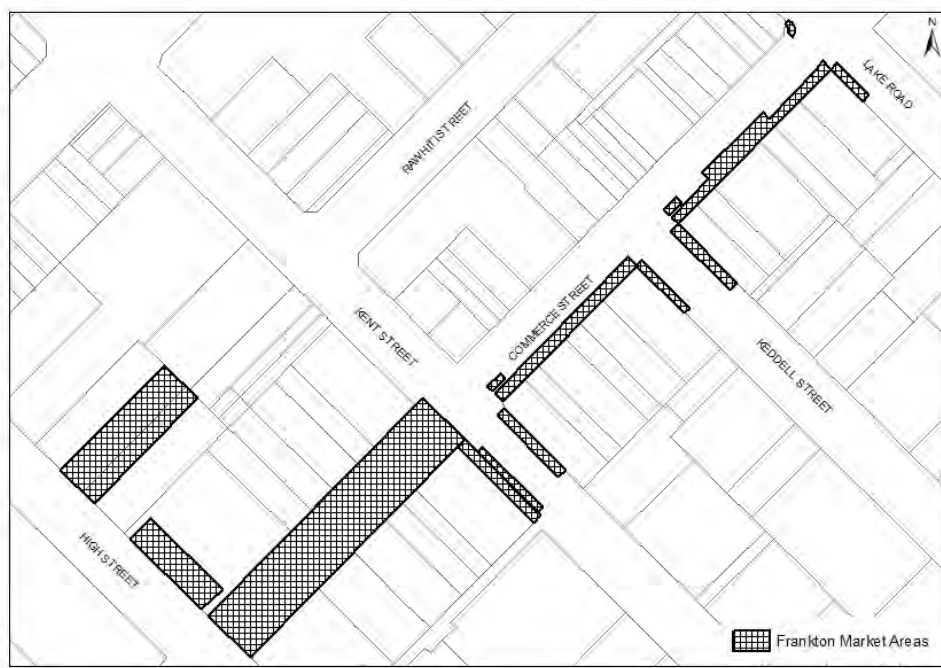 N
LAKE ROAD
RAWHITI STREET
KENT STREET
COMMERCE STREET
KEDDELL STREET
HIGH STREET
Frankton Market Areas